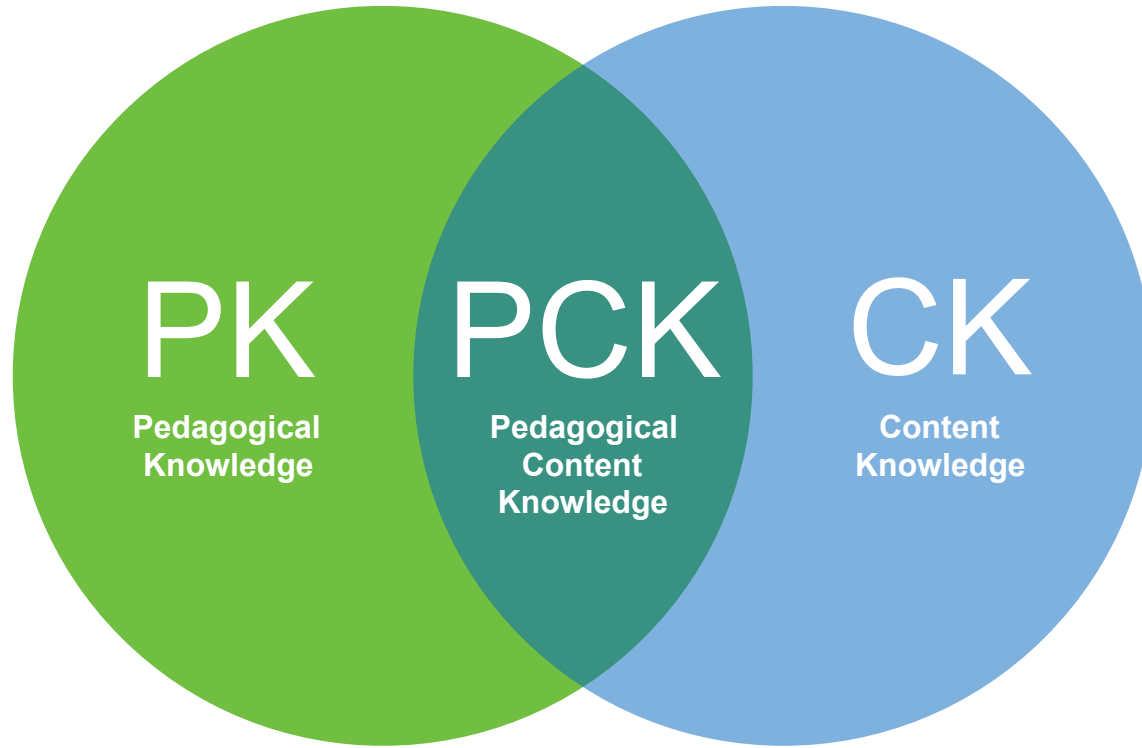 PK
Pedagogical
Knowledge
PCK
Pedagogical
Content
Knowledge
CK
Content
Knowledge